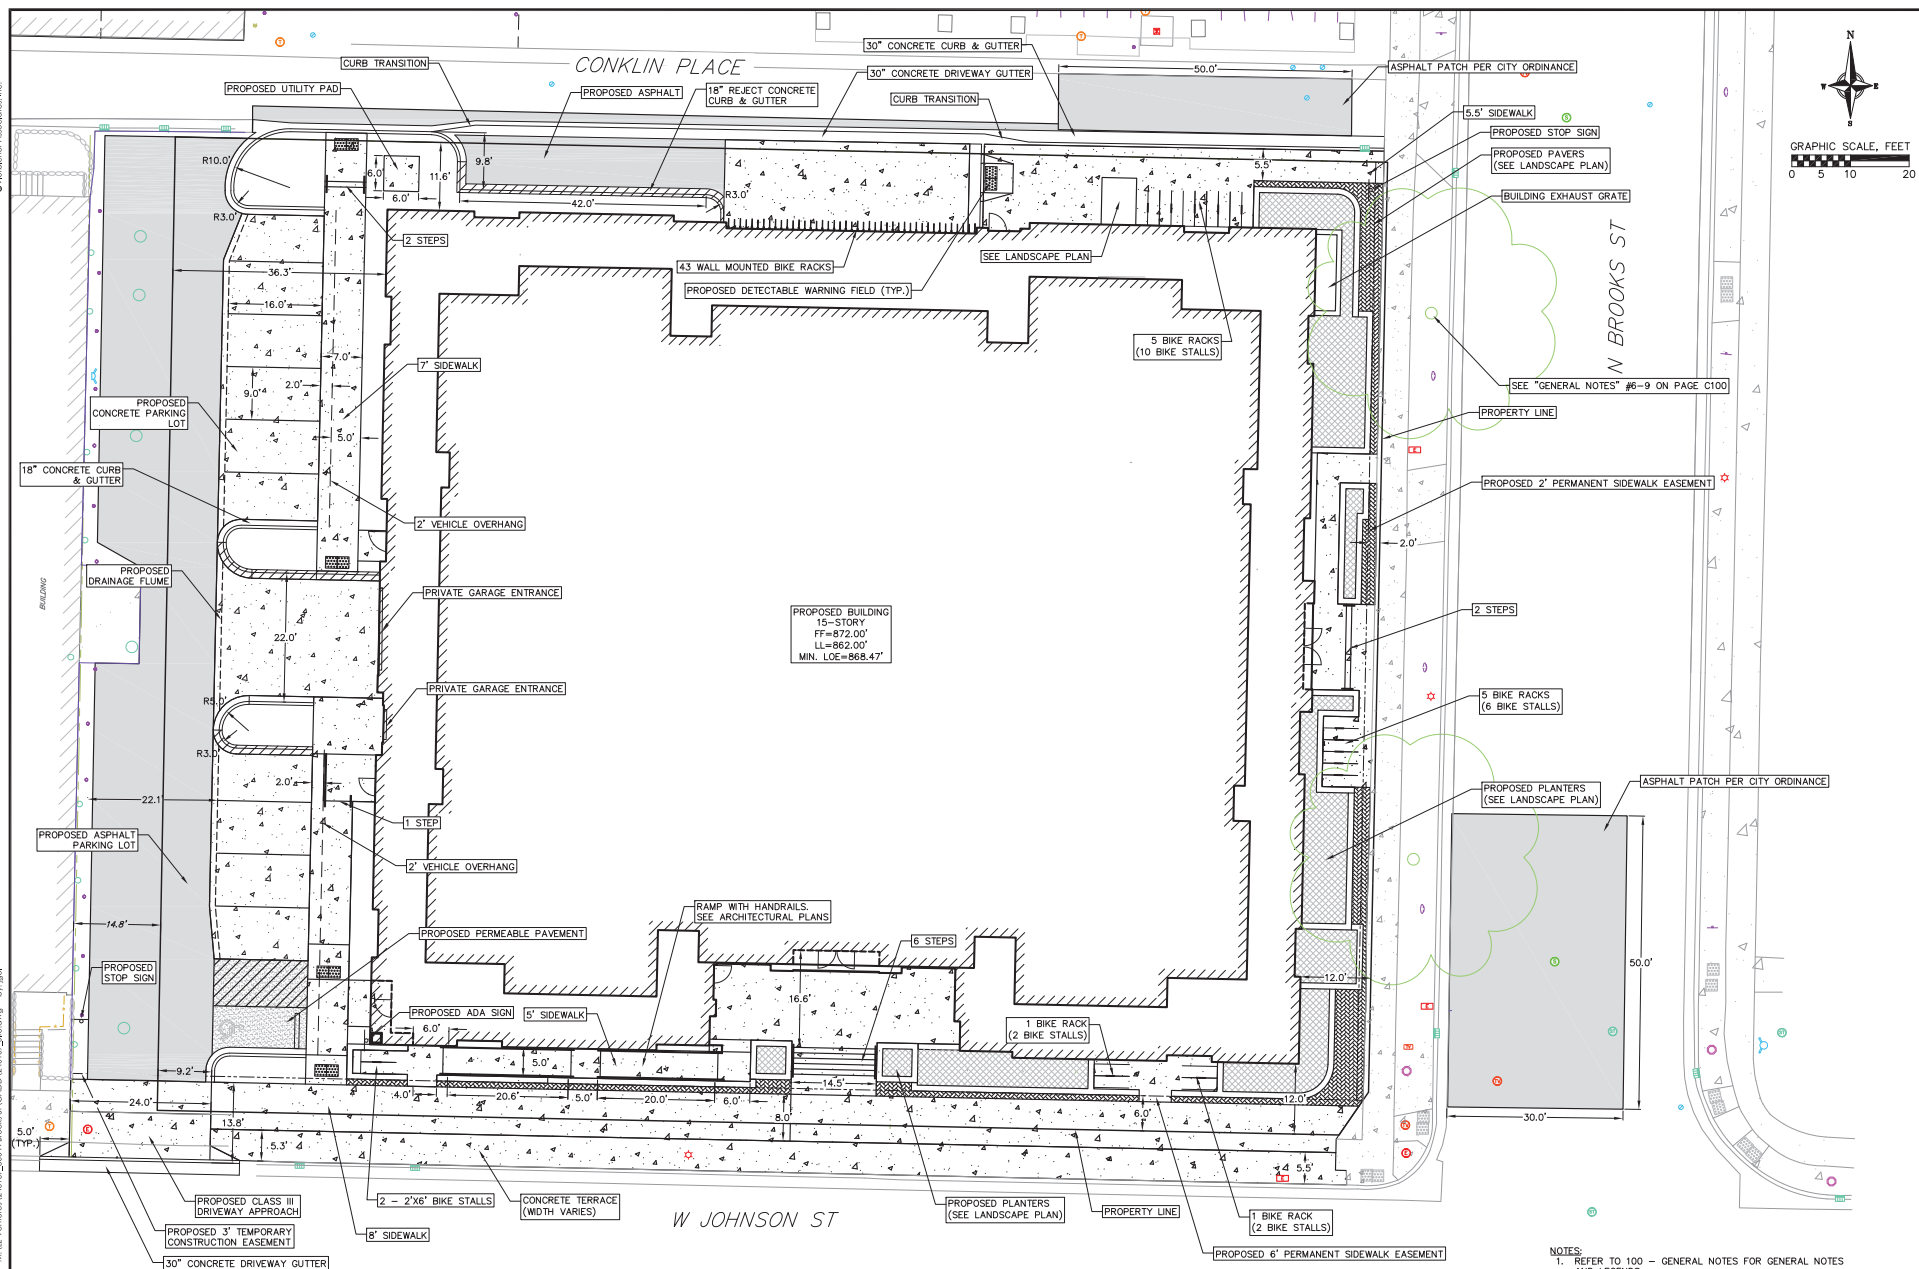 CONKLIN PLACE
30" CONCRETE CURB & GUTTER
CURB TRANSITION
30" CONCRETE DRIVEWAY GUTTER
50.0'
ASPHALT PATCH PER CITY ORDINANCE
N
W
E
S
PROPOSED UTILITY PAD
PROPOSED ASPHALT
18" REJECT CONCRETE
CURB & GUTTER
CURB TRANSITION
5.5' SIDEWALK
PROPOSED STOP SIGN
GRAPHIC SCALE, FEET
0 5 10 20
PROPOSED PAVERS
(SEE LANDSCAPE PLAN)
BUILDING EXHAUST GRATE
R10.0'
6.0'
6.0'
11.6'
9.8'
42.0'
R3.0'
5.5'
R3.0'
2 STEPS
36.3'
16.0'
43 WALL MOUNTED BIKE RACKS
SEE LANDSCAPE PLAN
PROPOSED DETECTABLE WARNING FIELD (TYP.)
N BROOKS ST
5 BIKE RACKS
(10 BIKE STALLS)
7.0'
7' SIDEWALK
2.0'
9.0'
SEE "GENERAL NOTES" #6-9 ON PAGE C100
PROPOSED
CONCRETE PARKING
LOT
PROPERTY LINE
5.0'
18" CONCRETE CURB
& GUTTER
PROPOSED 2' PERMANENT SIDEWALK EASEMENT
2' VEHICLE OVERHANG
2.0'
PROPOSED
DRAINAGE FLUME
BUILDING
PRIVATE GARAGE ENTRANCE
PROPOSED BUILDING
15-STORY
FF=872.00'
LL=862.00'
MIN. LOE=868.47'
2 STEPS
22.0'
PRIVATE GARAGE ENTRANCE
R5.0'
5 BIKE RACKS
(6 BIKE STALLS)
R3.0'
2.0'
22.1'
ASPHALT PATCH PER CITY ORDINANCE
PROPOSED PLANTERS
(SEE LANDSCAPE PLAN)
1 STEP
PROPOSED ASPHALT
PARKING LOT
2' VEHICLE OVERHANG
RAMP WITH HANDRAILS.
SEE ARCHITECTURAL PLANS
14.8'
PROPOSED PERMEABLE PAVEMENT
6 STEPS
PROPOSED
STOP SIGN
50.0'
12.0'
16.6'
PROPOSED ADA SIGN
5' SIDEWALK
6.0'
1 BIKE RACK
(2 BIKE STALLS)
5.0'
9.2'
14.5'
4.0'
20.6'
5.0'
20.0'
6.0'
12.0'
24.0'
13.8'
8.0'
6.0'
30.0'
5.0'
(TYP.)
5.3'
5.5'
PROPOSED CLASS III
DRIVEWAY APPROACH
2 - 2'X6' BIKE STALLS
CONCRETE TERRACE
(WIDTH VARIES)
PROPOSED PLANTERS
(SEE LANDSCAPE PLAN)
PROPERTY LINE
1 BIKE RACK
(2 BIKE STALLS)
W JOHNSON ST
PROPOSED 3' TEMPORARY
CONSTRUCTION EASEMENT
8' SIDEWALK
PROPOSED 6' PERMANENT SIDEWALK EASEMENT
30" CONCRETE DRIVEWAY GUTTER
NOTES:
1. REFER TO 100 - GENERAL NOTES FOR GENERAL NOTES